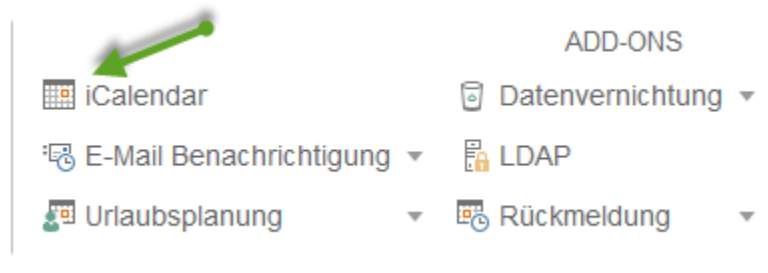 ADD-ONS
iCalendar
Datenvernichtung
E-Mail Benachrichtigung
LDAP
Urlaubsplanung
Rückmeldung